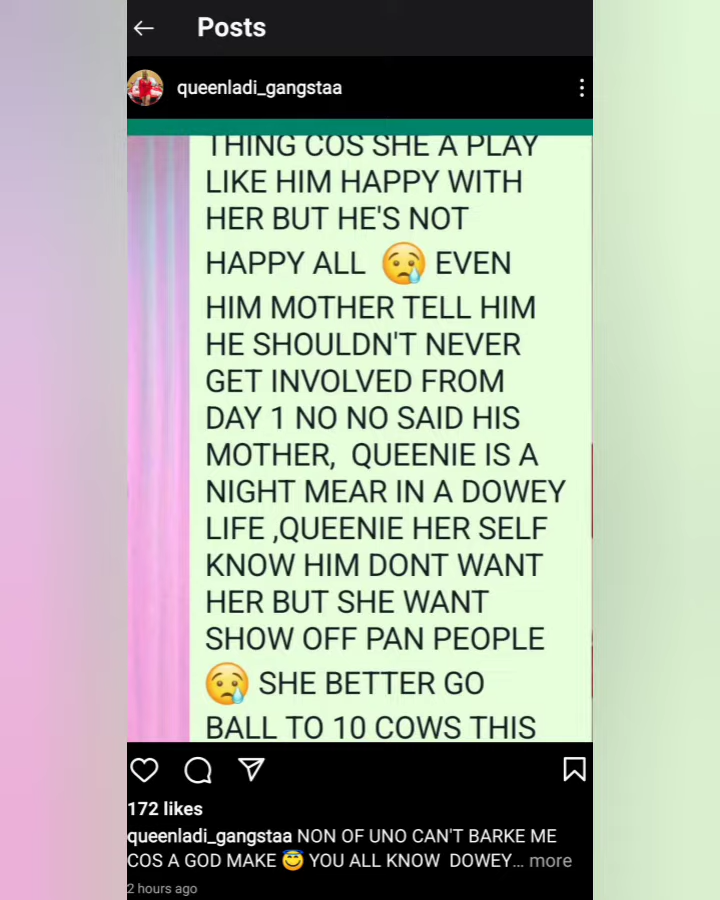 Posts
queenladi_gangstaa
THING COS SHE A PLAY
LIKE HIM HAPPY WITH
HER BUT HE'S NOT
HAPPY ALL 😢 EVEN
HIM MOTHER TELL HIM
HE SHOULDN'T NEVER
GET INVOLVED FROM
DAY 1 NO NO SAID HIS
MOTHER, QUEENIE IS A
NIGHT MEAR IN A DOWEY
LIFE ,QUEENIE HER SELF
KNOW HIM DONT WANT
HER BUT SHE WANT
SHOW OFF PAN PEOPLE
😢 SHE BETTER GO
BALL TO 10 COWS THIS
172 likes
queenladi_gangstaa NON OF UNO CAN'T BARKE ME
COS A GOD MAKE 😇 YOU ALL KNOW DOWEY... more
2 hours ago